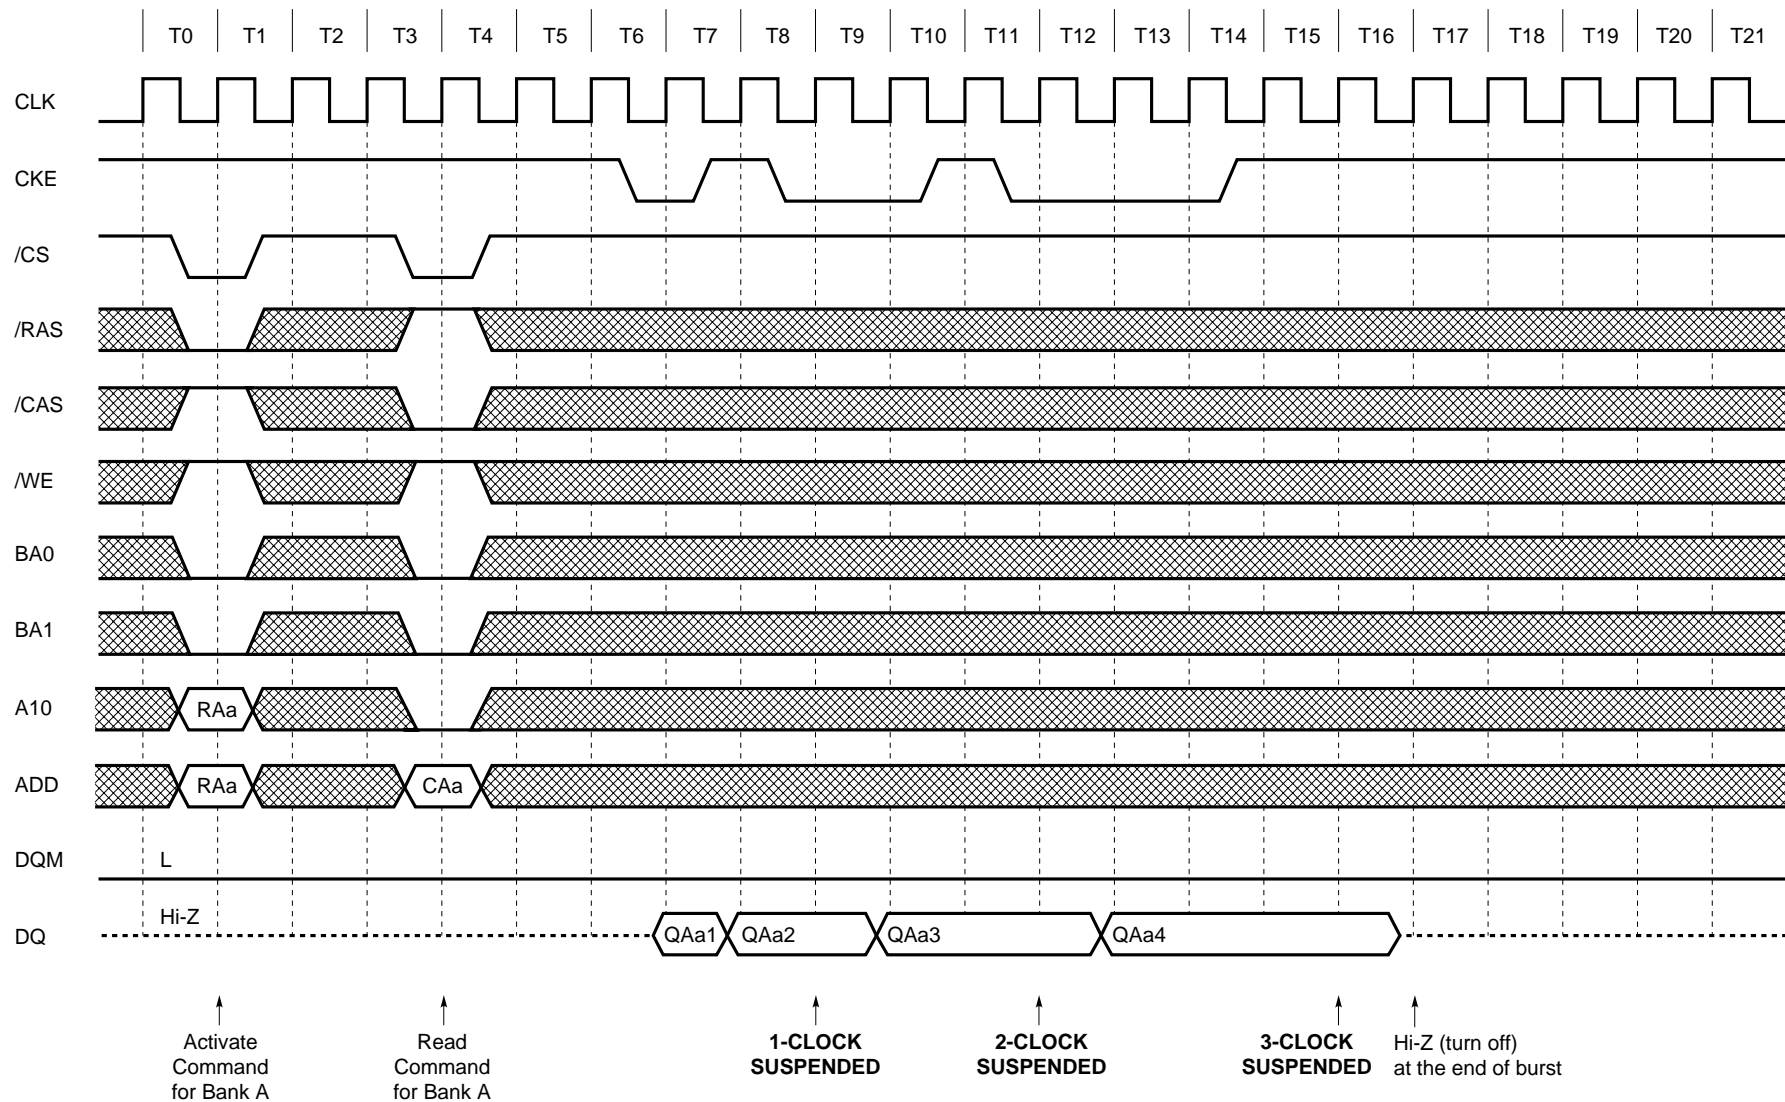 T0 T1 T2 T3 T4 T5 T6 T7 T8 T9 T10 T11 T12 T13 T14 T15 T16 T17 T18 T19 T20 T21
CLK
CKE
/CS
/RAS
/CAS
/WE
BA0
BA1
A10 RAa
ADD RAa CAa
DQM L
Hi-Z
DQ QAa1 QAa2 QAa3 QAa4
Activate
Command
for Bank A
Read
Command
for Bank A
1-CLOCK
SUSPENDED
2-CLOCK
SUSPENDED
3-CLOCK
SUSPENDED
Hi-Z (turn off)
at the end of burst